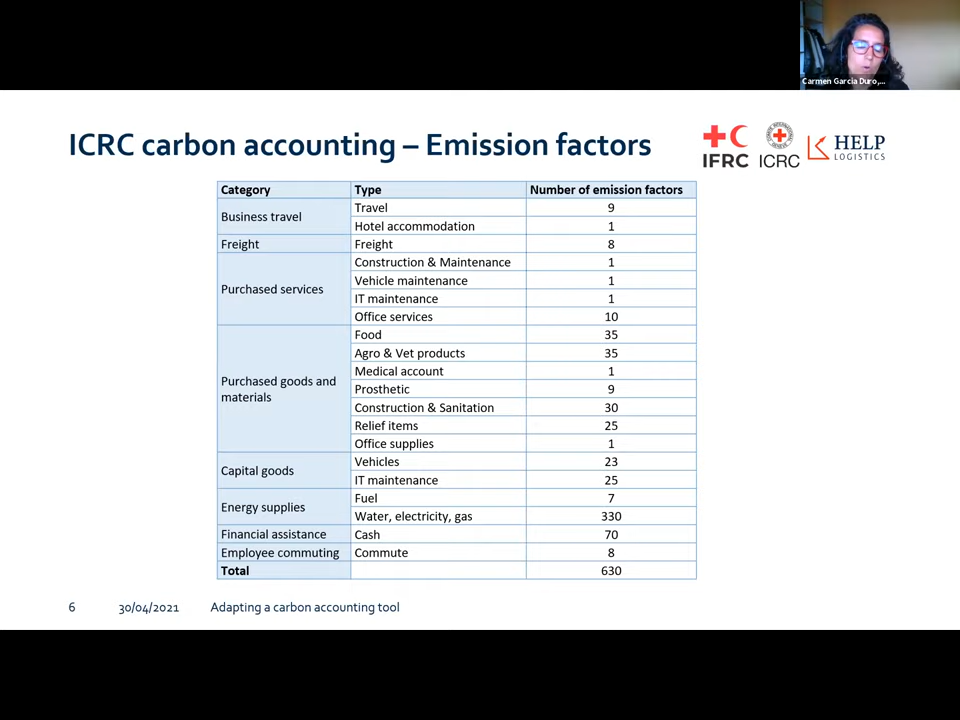 Carmen Garcia Duro,...
ICRC carbon accounting – Emission factors
IFRC
ICRC
HELP
LOGISTICS
Category Type Number of emission factors
Business travel
Travel 9
Hotel accommodation 1
Freight Freight 8
Purchased services
Construction & Maintenance 1
Vehicle maintenance 1
IT maintenance 1
Office services 10
Purchased goods and
materials
Food 35
Agro & Vet products 35
Medical account 1
Prosthetic 9
Construction & Sanitation 30
Relief items 25
Office supplies 1
Capital goods
Vehicles 23
IT maintenance 25
Energy supplies
Fuel 7
Water, electricity, gas 330
Financial assistance Cash 70
Employee commuting Commute 8
Total 630
6 30/04/2021 Adapting a carbon accounting tool